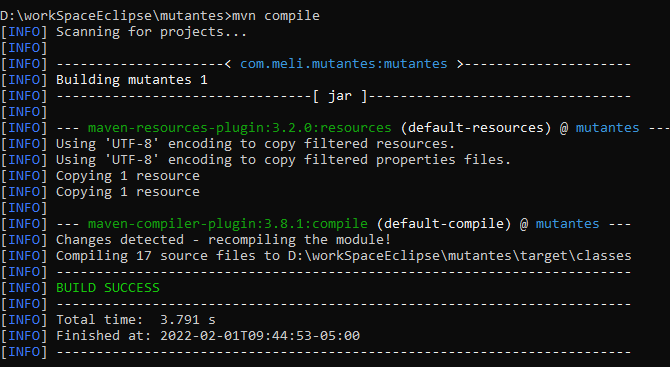 D:\workSpaceEclipse\mutantes>mvn compile
[INFO] Scanning for projects...
[INFO]
[INFO] ---------------------< com.meli.mutantes:mutantes >---------------------
[INFO] Building mutantes 1
[INFO] --------------------------------[ jar ]---------------------------------
[INFO]
[INFO] --- maven-resources-plugin:3.2.0:resources (default-resources) @ mutantes ---
[INFO] Using 'UTF-8' encoding to copy filtered resources.
[INFO] Using 'UTF-8' encoding to copy filtered properties files.
[INFO] Copying 1 resource
[INFO] Copying 1 resource
[INFO]
[INFO] --- maven-compiler-plugin:3.8.1:compile (default-compile) @ mutantes ---
[INFO] Changes detected - recompiling the module!
[INFO] Compiling 17 source files to D:\workSpaceEclipse\mutantes\target\classes
[INFO] ------------------------------------------------------------------------
[INFO] BUILD SUCCESS
[INFO] ------------------------------------------------------------------------
[INFO] Total time:  3.791 s
[INFO] Finished at: 2022-02-01T09:44:53-05:00
[INFO] ------------------------------------------------------------------------